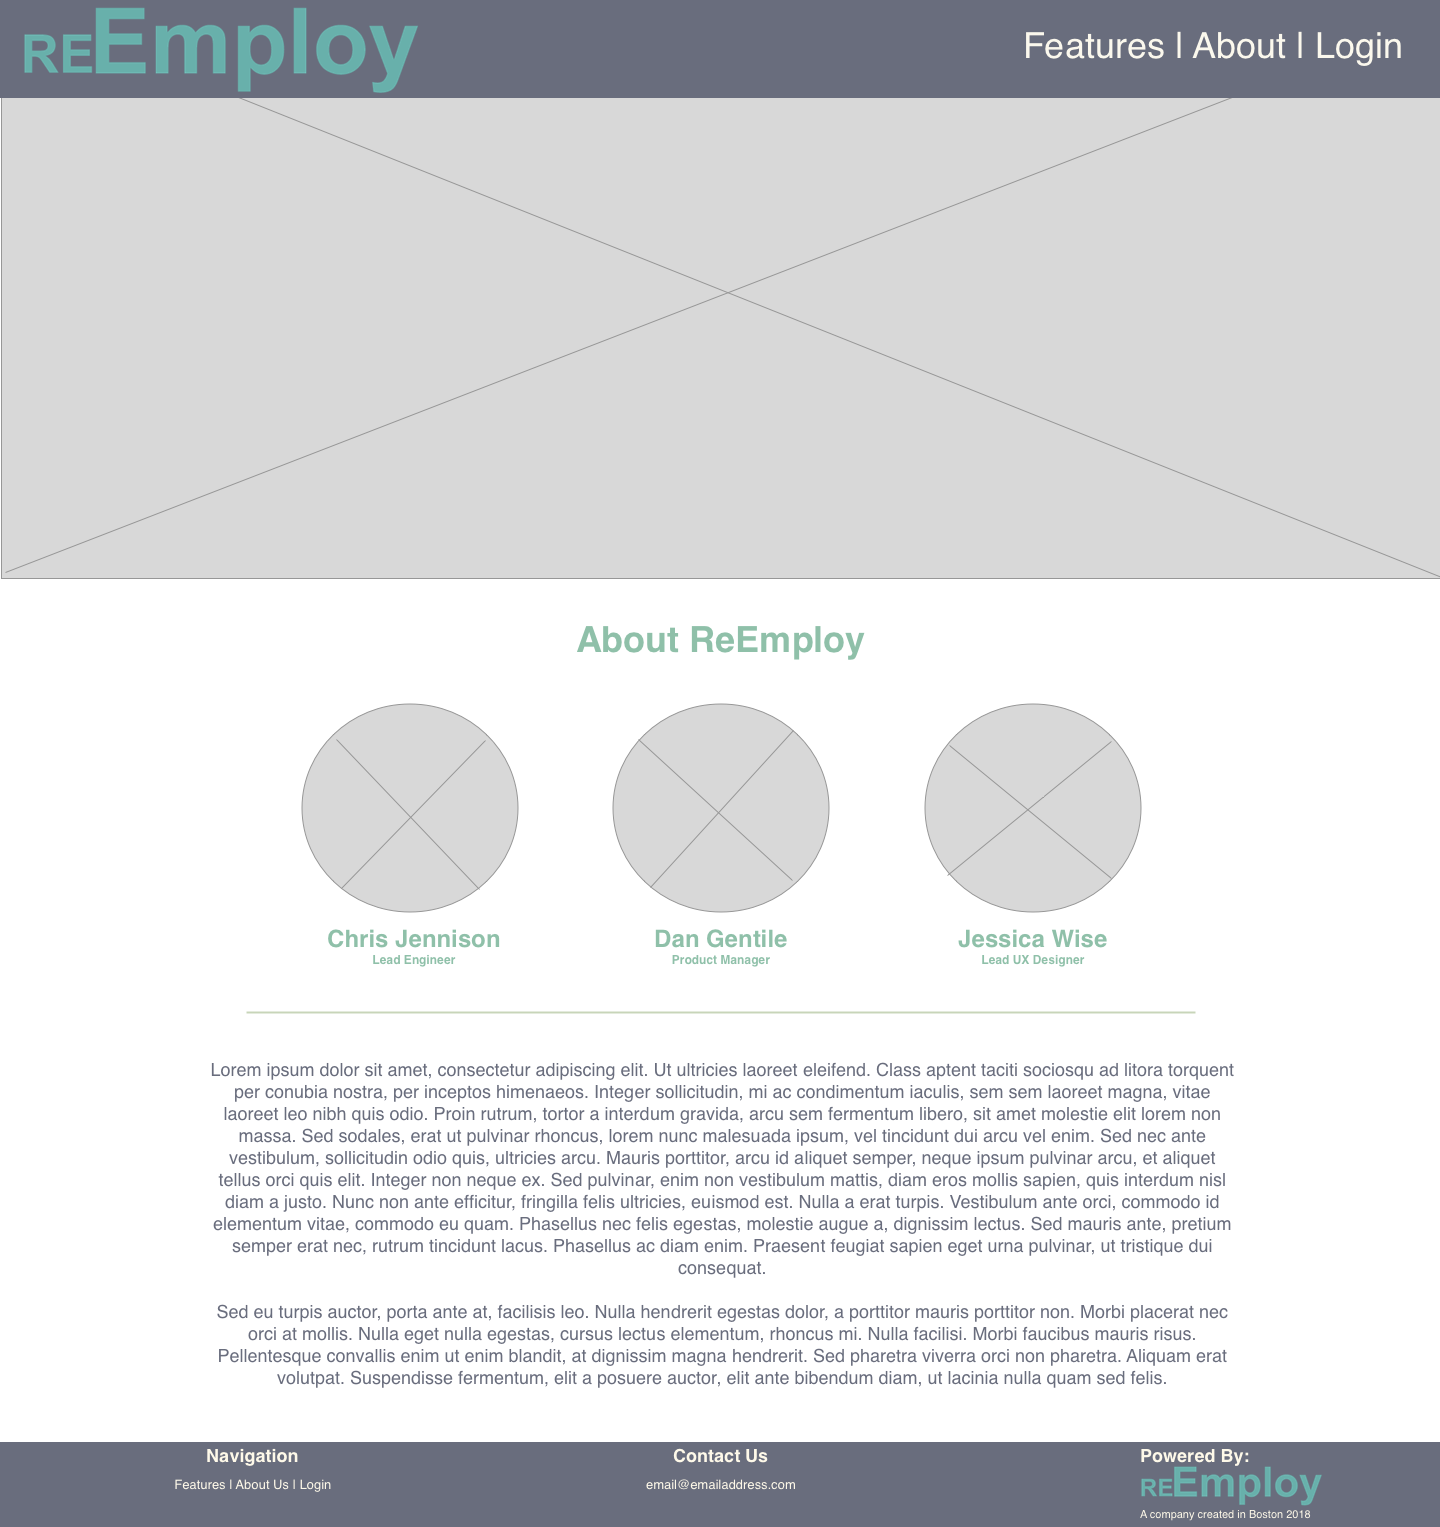 REEmploy
Features | About | Login
About ReEmploy
Chris Jennison
Lead Engineer
Dan Gentile
Product Manager
Jessica Wise
Lead UX Designer
Lorem ipsum dolor sit amet, consectetur adipiscing elit. Ut ultricies laoreet eleifend. Class aptent taciti sociosqu ad litora torquent
per conubia nostra, per inceptos himenaeos. Integer sollicitudin, mi ac condimentum iaculis, sem sem laoreet magna, vitae
laoreet leo nibh quis odio. Proin rutrum, tortor a interdum gravida, arcu sem fermentum libero, sit amet molestie elit lorem non
massa. Sed sodales, erat ut pulvinar rhoncus, lorem nunc malesuada ipsum, vel tincidunt dui arcu vel enim. Sed nec ante
vestibulum, sollicitudin odio quis, ultricies arcu. Mauris porttitor, arcu id aliquet semper, neque ipsum pulvinar arcu, et aliquet
tellus orci quis elit. Integer non neque ex. Sed pulvinar, enim non vestibulum mattis, diam eros mollis sapien, quis interdum nisl
diam a justo. Nunc non ante efficitur, fringilla felis ultricies, euismod est. Nulla a erat turpis. Vestibulum ante orci, commodo id
elementum vitae, commodo eu quam. Phasellus nec felis egestas, molestie augue a, dignissim lectus. Sed mauris ante, pretium
semper erat nec, rutrum tincidunt lacus. Phasellus ac diam enim. Praesent feugiat sapien eget urna pulvinar, ut tristique dui
consequat.
Sed eu turpis auctor, porta ante at, facilisis leo. Nulla hendrerit egestas dolor, a porttitor mauris porttitor non. Morbi placerat nec
orci at mollis. Nulla eget nulla egestas, cursus lectus elementum, rhoncus mi. Nulla facilisi. Morbi faucibus mauris risus.
Pellentesque convallis enim ut enim blandit, at dignissim magna hendrerit. Sed pharetra viverra orci non pharetra. Aliquam erat
volutpat. Suspendisse fermentum, elit a posuere auctor, elit ante bibendum diam, ut lacinia nulla quam sed felis.
Navigation
Features | About Us | Login
Contact Us
email@emailaddress.com
Powered By:
REEmploy
A company created in Boston 2018